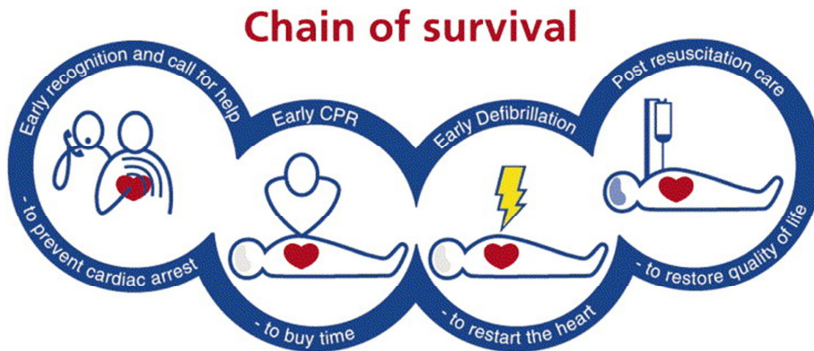 Chain of survival
Early recognition and call for help
- to prevent cardiac arrest
Early CPR
- to buy time
Early Defibrillation
- to restart the heart
Post resuscitation care
- to restore quality of life